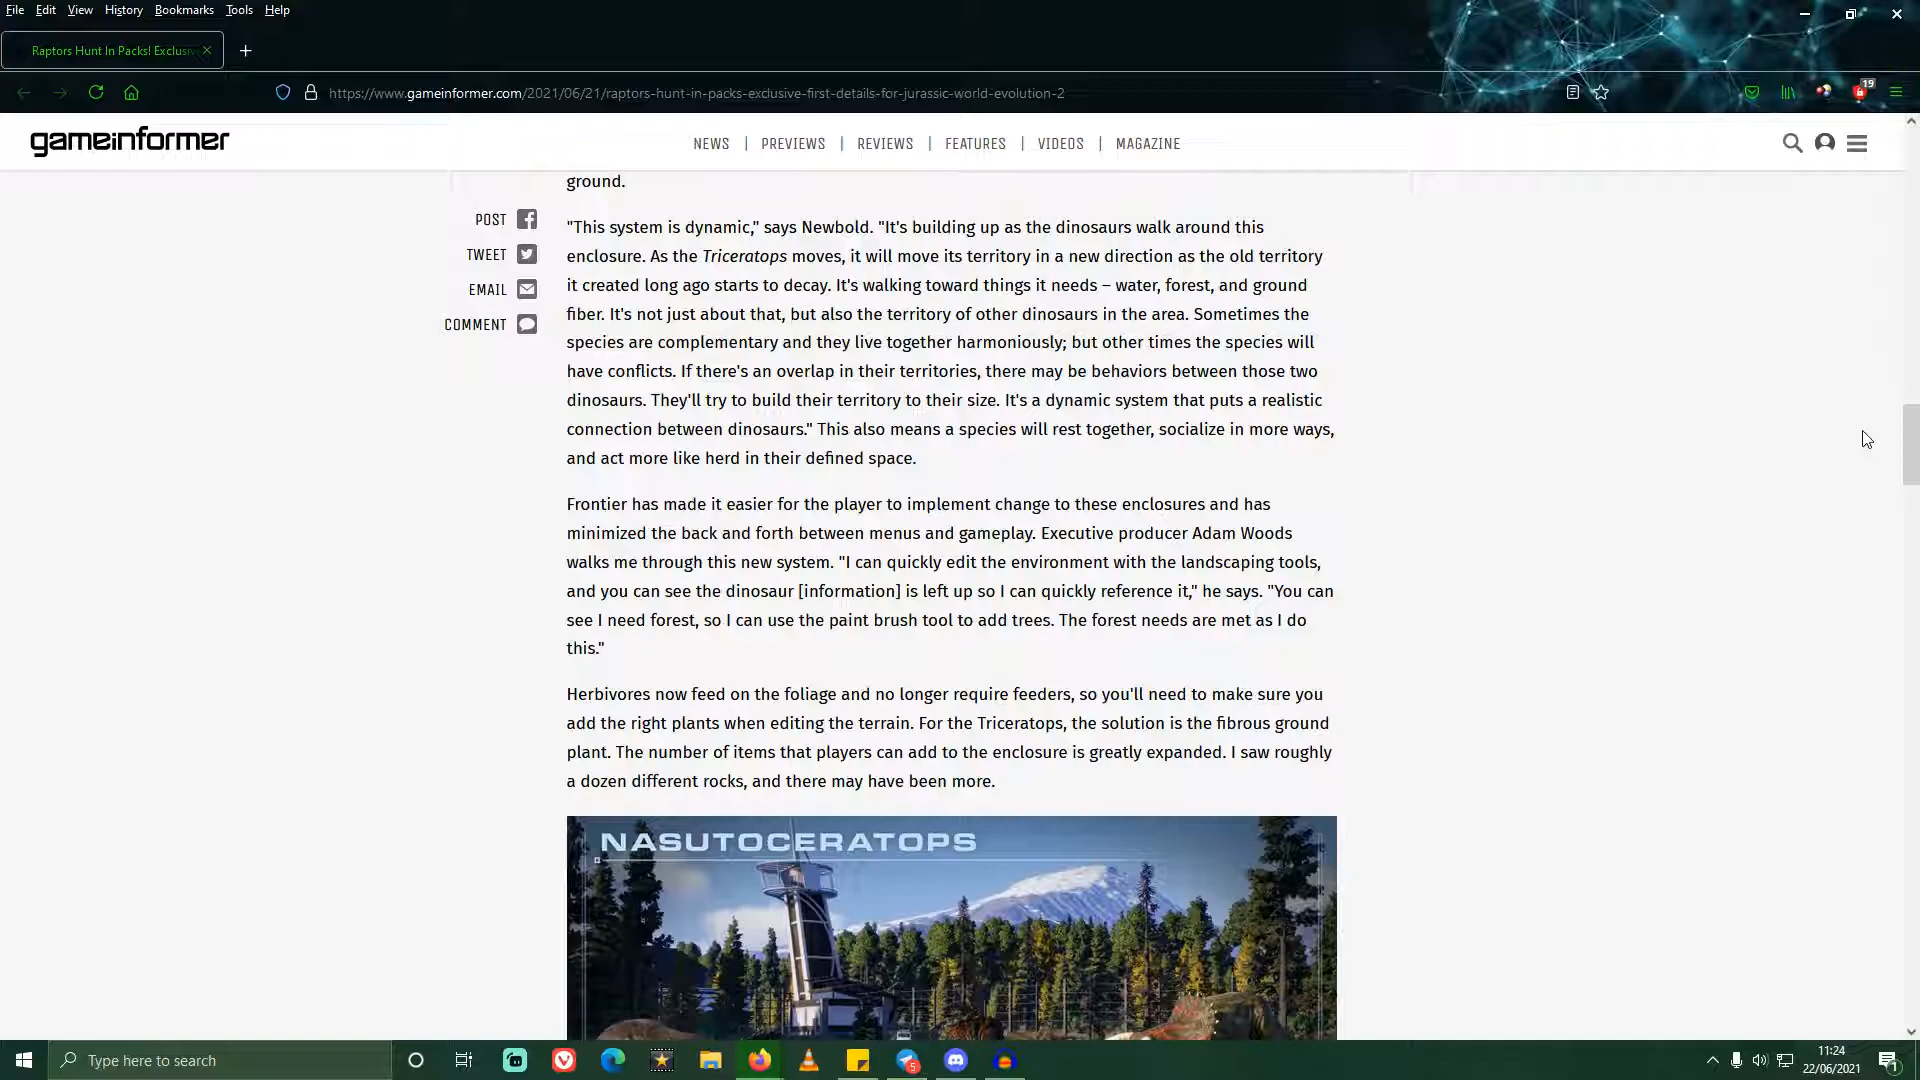 File Edit View History Bookmarks Tools Help
Raptors Hunt In Packs! Exclusiv
https://www.gameinformer.com/2021/06/21/raptors-hunt-in-packs-exclusive-first-details-for-jurassic-world-evolution-2
19
gameinformer
NEWS | PREVIEWS | REVIEWS | FEATURES | VIDEOS | MAGAZINE
POST
TWEET
EMAIL
COMMENT
ground.
"This system is dynamic," says Newbold. "It's building up as the dinosaurs walk around this
enclosure. As the Triceratops moves, it will move its territory in a new direction as the old territory
it created long ago starts to decay. It's walking toward things it needs – water, forest, and ground
fiber. It's not just about that, but also the territory of other dinosaurs in the area. Sometimes the
species are complementary and they live together harmoniously; but other times the species will
have conflicts. If there's an overlap in their territories, there may be behaviors between those two
dinosaurs. They'll try to build their territory to their size. It's a dynamic system that puts a realistic
connection between dinosaurs." This also means a species will rest together, socialize in more ways,
and act more like herd in their defined space.
Frontier has made it easier for the player to implement change to these enclosures and has
minimized the back and forth between menus and gameplay. Executive producer Adam Woods
walks me through this new system. "I can quickly edit the environment with the landscaping tools,
and you can see the dinosaur [information] is left up so I can quickly reference it," he says. "You can
see I need forest, so I can use the paint brush tool to add trees. The forest needs are met as I do
this."
Herbivores now feed on the foliage and no longer require feeders, so you'll need to make sure you
add the right plants when editing the terrain. For the Triceratops, the solution is the fibrous ground
plant. The number of items that players can add to the enclosure is greatly expanded. I saw roughly
a dozen different rocks, and there may have been more.
NASUTOCERATOPS
Type here to search
5
11:24
22/06/2021
1